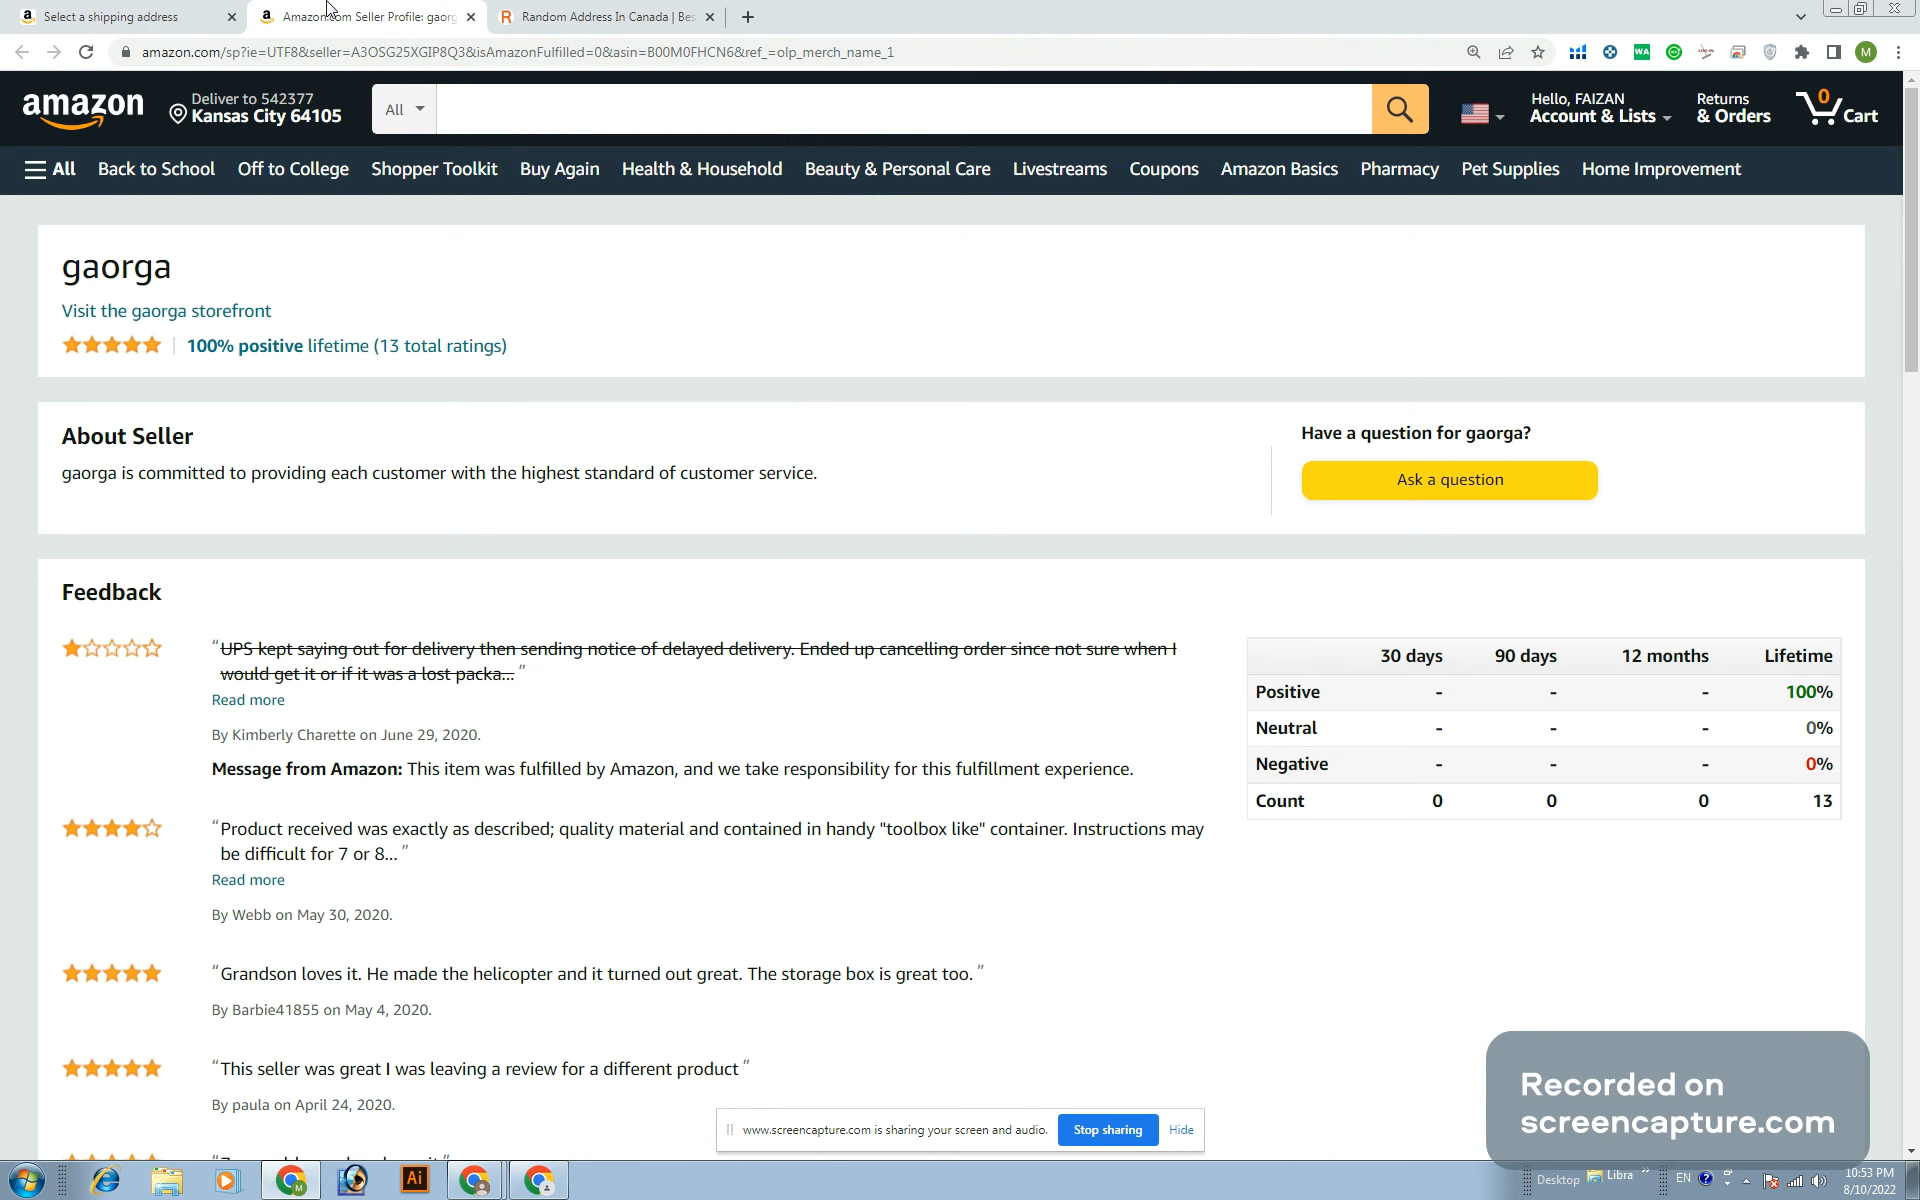 Select a shipping address
Amazon.com Seller Profile: gaorg
Random Address In Canada | Bes
amazon.com/sp?ie=UTF8&seller=A3OSG25XGIP8Q3&isAmazonFulfilled=0&asin=B00M0FHCN6&ref_=olp_merch_name_1
WA
M
amazon
Deliver to 542377
Kansas City 64105
All
Hello, FAIZAN
Account & Lists
Returns
& Orders
0
Cart
All
Back to School
Off to College
Shopper Toolkit
Buy Again
Health & Household
Beauty & Personal Care
Livestreams
Coupons
Amazon Basics
Pharmacy
Pet Supplies
Home Improvement
gaorga
Visit the gaorga storefront
100% positive lifetime (13 total ratings)
About Seller
gaorga is committed to providing each customer with the highest standard of customer service.
Have a question for gaorga?
Ask a question
Feedback
“UPS kept saying out for delivery then sending notice of delayed delivery. Ended up cancelling order since not sure when I
would get it or if it was a lost packa... ”
Read more
By Kimberly Charette on June 29, 2020.
Message from Amazon: This item was fulfilled by Amazon, and we take responsibility for this fulfillment experience.
“Product received was exactly as described; quality material and contained in handy "toolbox like" container. Instructions may
be difficult for 7 or 8... ”
Read more
By Webb on May 30, 2020.
“Grandson loves it. He made the helicopter and it turned out great. The storage box is great too. ”
By Barbie41855 on May 4, 2020.
“This seller was great I was leaving a review for a different product ”
By paula on April 24, 2020.
30 days 90 days 12 months Lifetime
Positive - - - 100%
Neutral - - - 0%
Negative - - - 0%
Count 0 0 0 13
www.screencapture.com is sharing your screen and audio.
Stop sharing
Hide
Recorded on
screencapture.com
Ai
M
Desktop
Libra
EN
10:53 PM
8/10/2022